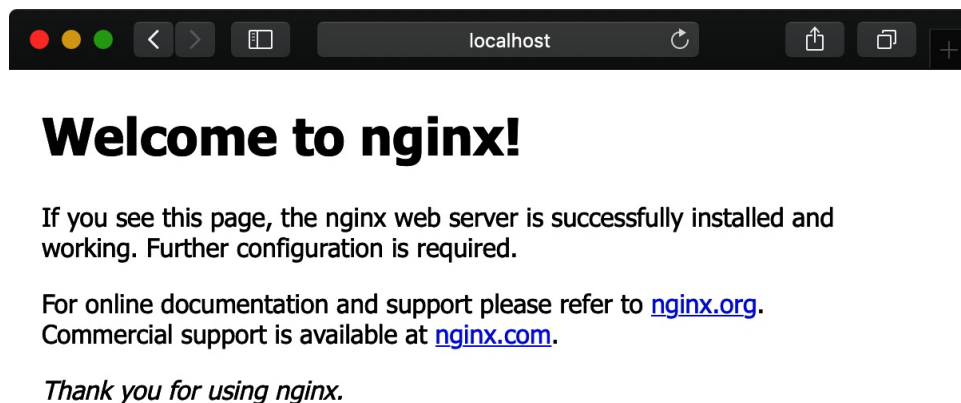 localhost
Welcome to nginx!
If you see this page, the nginx web server is successfully installed and
working. Further configuration is required.
For online documentation and support please refer to nginx.org.
Commercial support is available at nginx.com.
Thank you for using nginx.